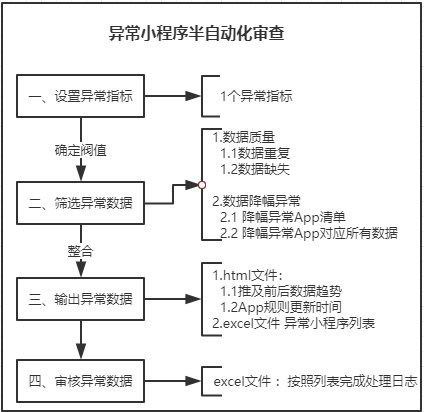 异常小程序半自动化审查
一、设置异常指标
1个异常指标
确定阀值
二、筛选异常数据
1.数据质量
1.1数据重复
1.2数据缺失
2.数据降幅异常
2.1 降幅异常App清单
2.2 降幅异常App对应所有数据
整合
三、输出异常数据
1.html文件：
1.1推及前后数据趋势
1.2App规则更新时间
2.excel文件 异常小程序列表
四、审核异常数据
excel文件 ：按照列表完成处理日志